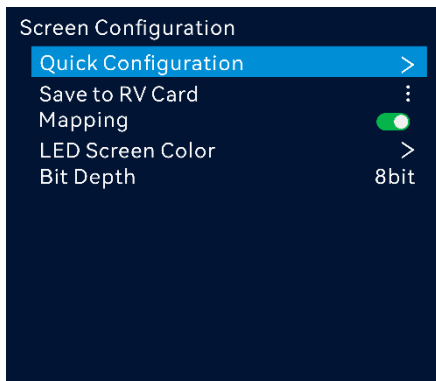 Screen Configuration
Quick Configuration >
Save to RV Card
Mapping
LED Screen Color >
Bit Depth 8bit